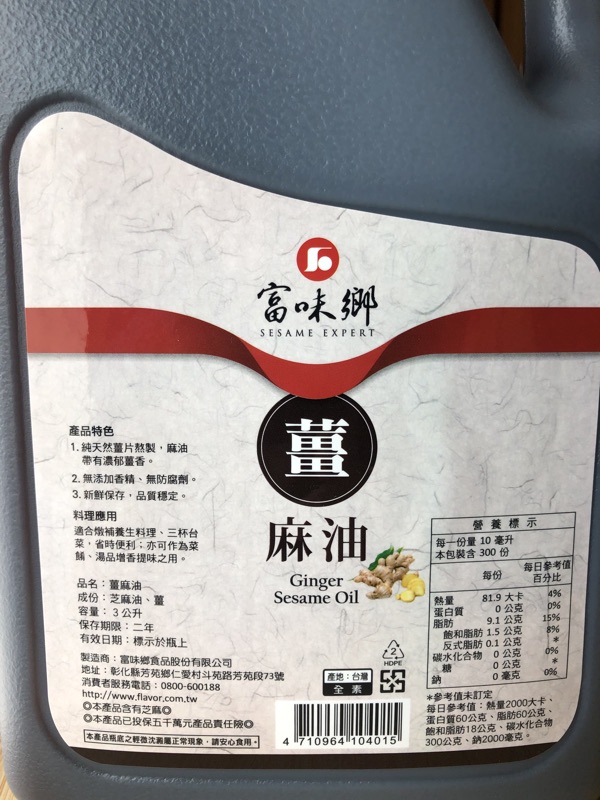 富味鄉
SESAME EXPERT
薑
麻油
Ginger
Sesame Oil
產品特色
1. 純天然薑片熬製，麻油
帶有濃郁薑香。
2. 無添加香精、無防腐劑。
3. 新鮮保存，品質穩定。
料理應用
適合燉補養生料理、三杯台
菜，省時便利；亦可作為菜
餚、湯品增香提味之用。
品名：薑麻油
成份：芝麻油、薑
容量：3公升
保存期限：二年
有效日期：標示於瓶上
製造商：富味鄉食品股份有限公司
地址：彰化縣芳苑鄉仁愛村斗苑路芳苑段73號
消費者服務電話：0800-600188
http://www.flavor.com.tw
◎本產品含有芝麻◎
◎本產品已投保五千萬元產品責任險◎
本產品瓶底之輕微沈澱屬正常現象，請安心食用。
產地：台灣
全素
4 710964 104015
2
HDPE
營養標示
每一份量 10 毫升
本包裝含 300 份
每份 每日參考值百分比
熱量 81.9 大卡 4%
蛋白質 0 公克 0%
脂肪 9.1 公克 15%
飽和脂肪 1.5 公克 8%
反式脂肪 0.1 公克 *
碳水化合物 0 公克 0%
糖 0 公克 *
鈉 0 毫克 0%
*參考值未訂定
每日參考值：熱量2000大卡、
蛋白質60公克、脂肪60公克、
飽和脂肪18公克、碳水化合物
300公克、鈉2000毫克。